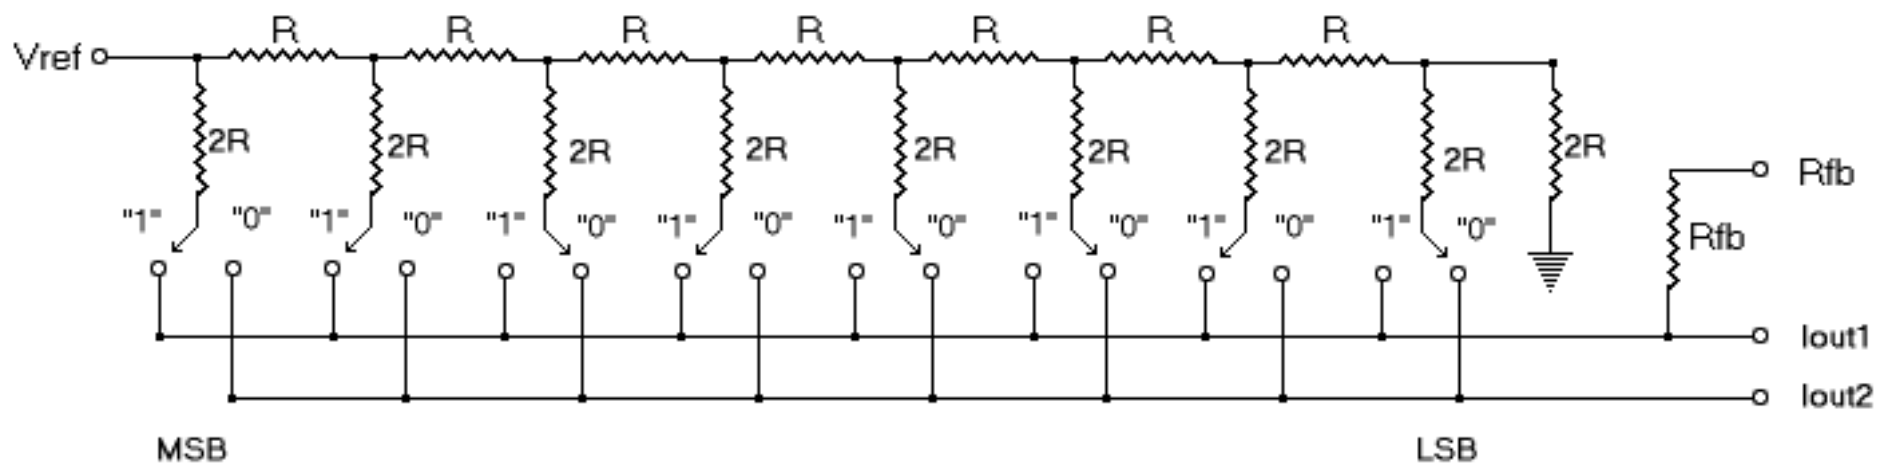 R R R R R R R
Vref
2R 2R 2R 2R 2R 2R 2R 2R 2R
Rfb
"1" "0" "1" "0" "1" "0" "1" "0" "1" "0" "1" "0" "1" "0" "1" "0"
Rfb
Iout1
Iout2
MSB LSB